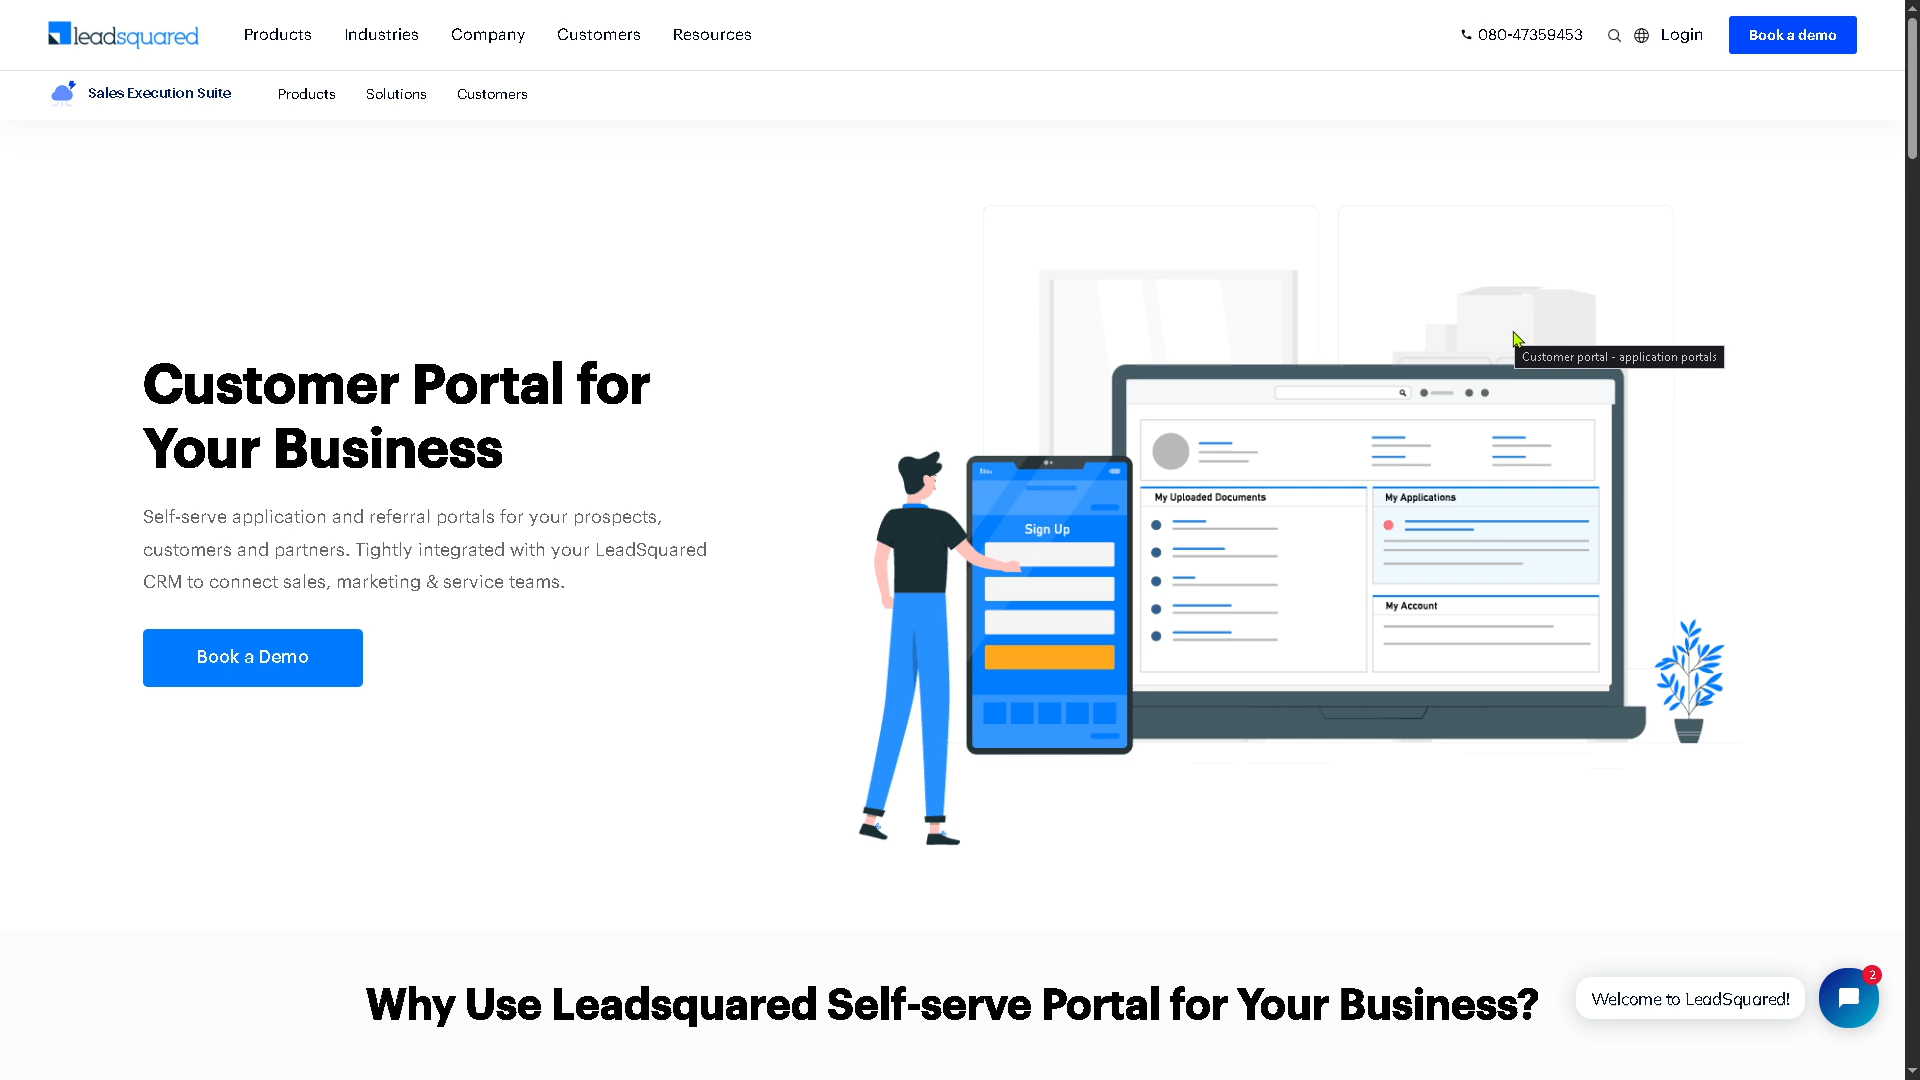 leadsquared
Products Industries Company Customers Resources
080-47359453 Login Book a demo
Sales Execution Suite Products Solutions Customers
Customer portal - application portals
Customer Portal for
Your Business
Self-serve application and referral portals for your prospects,
customers and partners. Tightly integrated with your LeadSquared
CRM to connect sales, marketing & service teams.
Book a Demo
Sign Up
My Uploaded Documents
My Applications
My Account
Why Use Leadsquared Self-serve Portal for Your Business?
Welcome to LeadSquared!
2